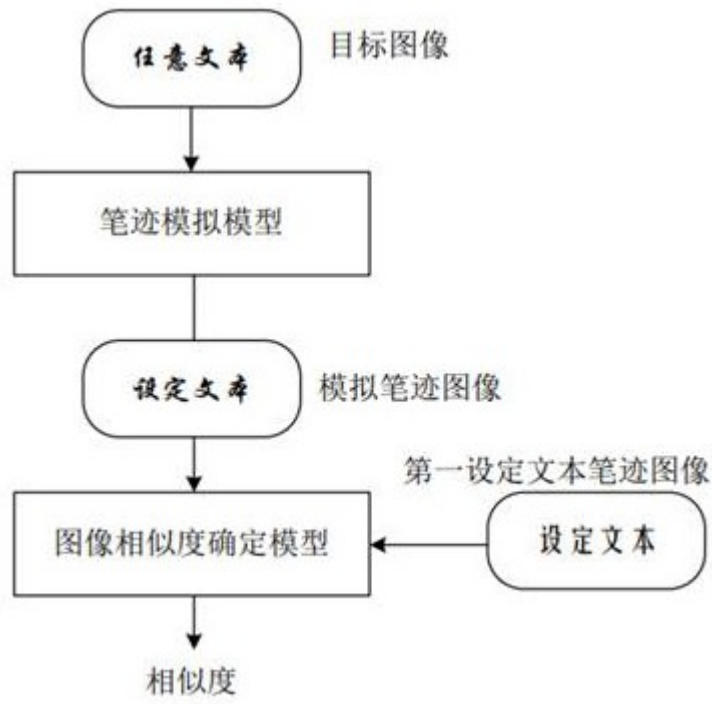 任意文本
目标图像
笔迹模拟模型
设定文本
模拟笔迹图像
第一设定文本笔迹图像
图像相似度确定模型
设定文本
相似度